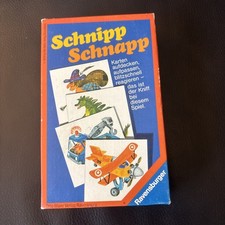 Schnipp
Schnapp
Karten
aufdecken,
aufpassen,
blitzschnell
reagieren –
das ist
der Kniff
bei
diesem
Spiel.
Ravensburger